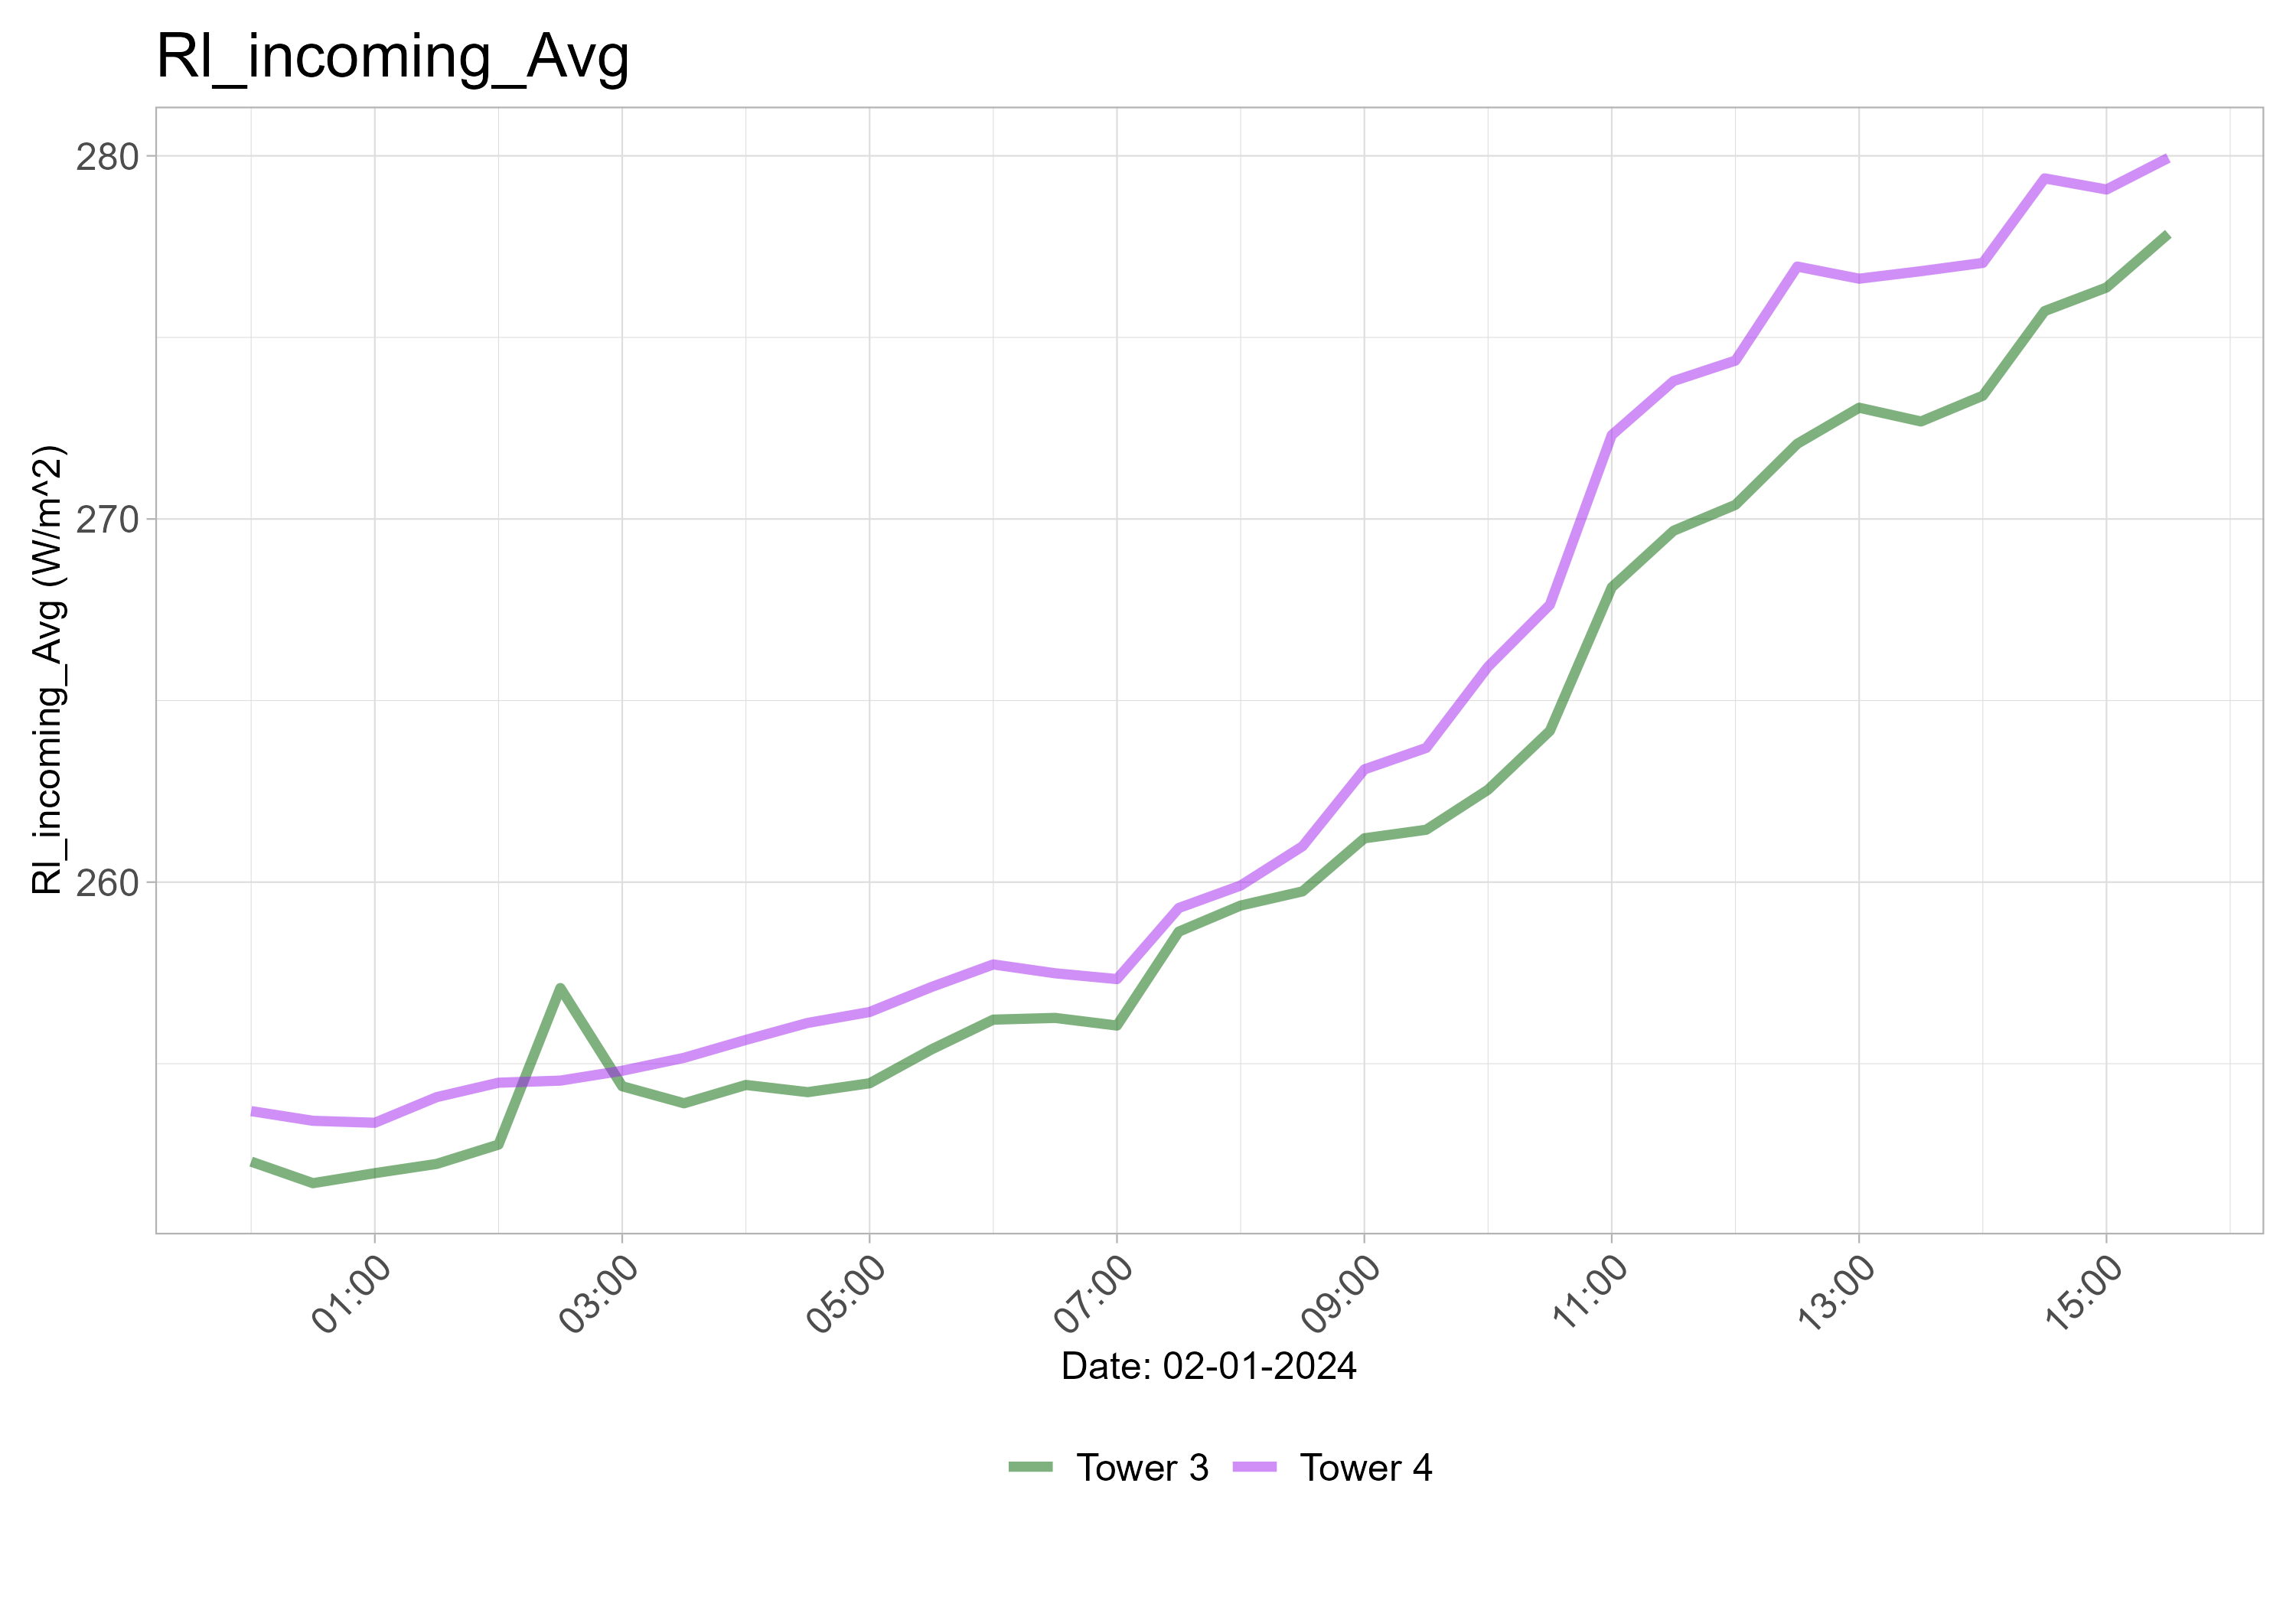 Rl_incoming_Avg
Rl_incoming_Avg (W/m^2)
280
270
260
01:00
03:00
05:00
07:00
09:00
11:00
13:00
15:00
Date: 02-01-2024
Tower 3
Tower 4